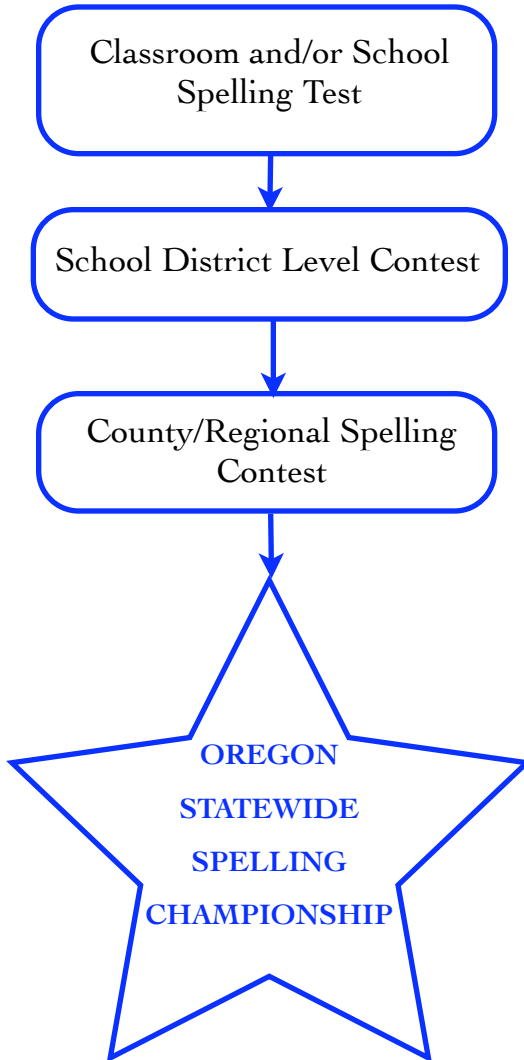 Classroom and/or School
Spelling Test
School District Level Contest
County/Regional Spelling
Contest
OREGON
STATEWIDE
SPELLING
CHAMPIONSHIP